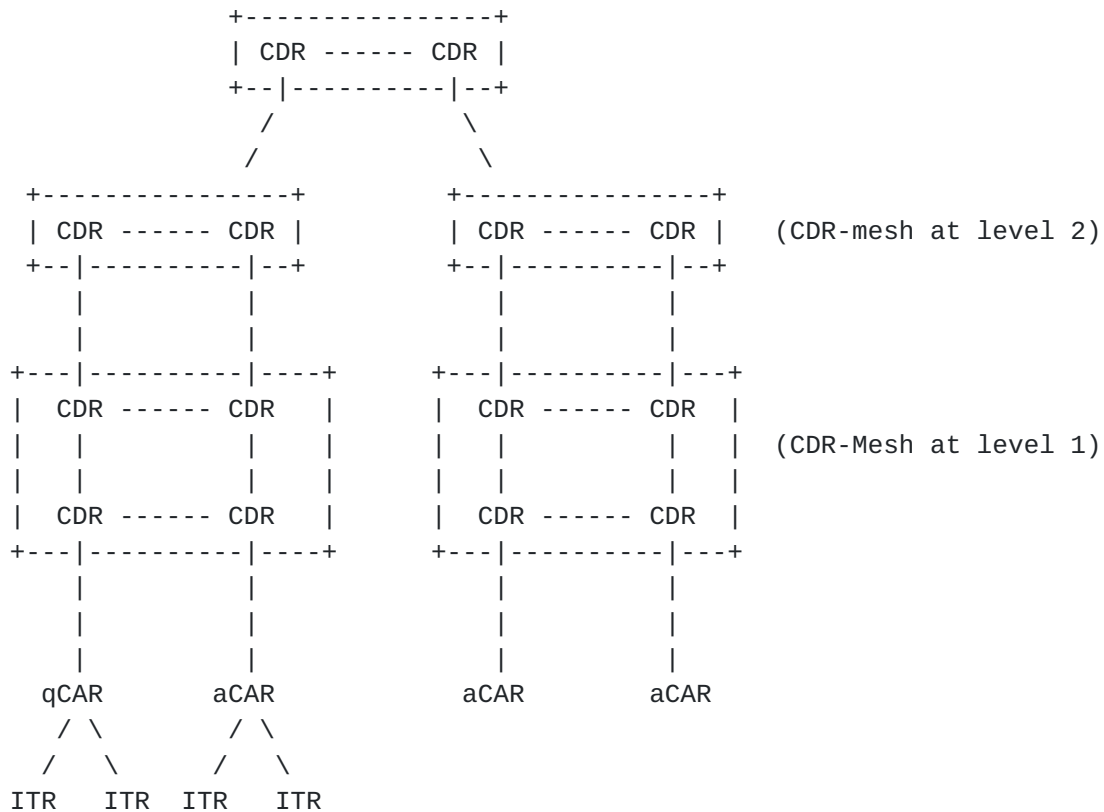 +----------------+
                    |  CDR ------ CDR |
                    +--|----------|--+
                      /            \
                     /              \
 +----------------+          +----------------+
 |  CDR ------ CDR |          |  CDR ------ CDR |   (CDR-mesh at level 2)
 +--|----------|--+          +--|----------|--+
    |          |                |          |
    |          |                |          |
+---|----------|----+      +---|----------|---+
|  CDR ------ CDR   |      |  CDR ------ CDR  |
|   |          |    |      |   |          |   |  (CDR-Mesh at level 1)
|   |          |    |      |   |          |   |
|  CDR ------ CDR   |      |  CDR ------ CDR  |
+---|----------|----+      +---|----------|---+
    |          |               |          |
    |          |               |          |
    |          |               |          |
  qCAR       aCAR            aCAR       aCAR
   / \        / \
  /   \      /   \
ITR   ITR  ITR   ITR